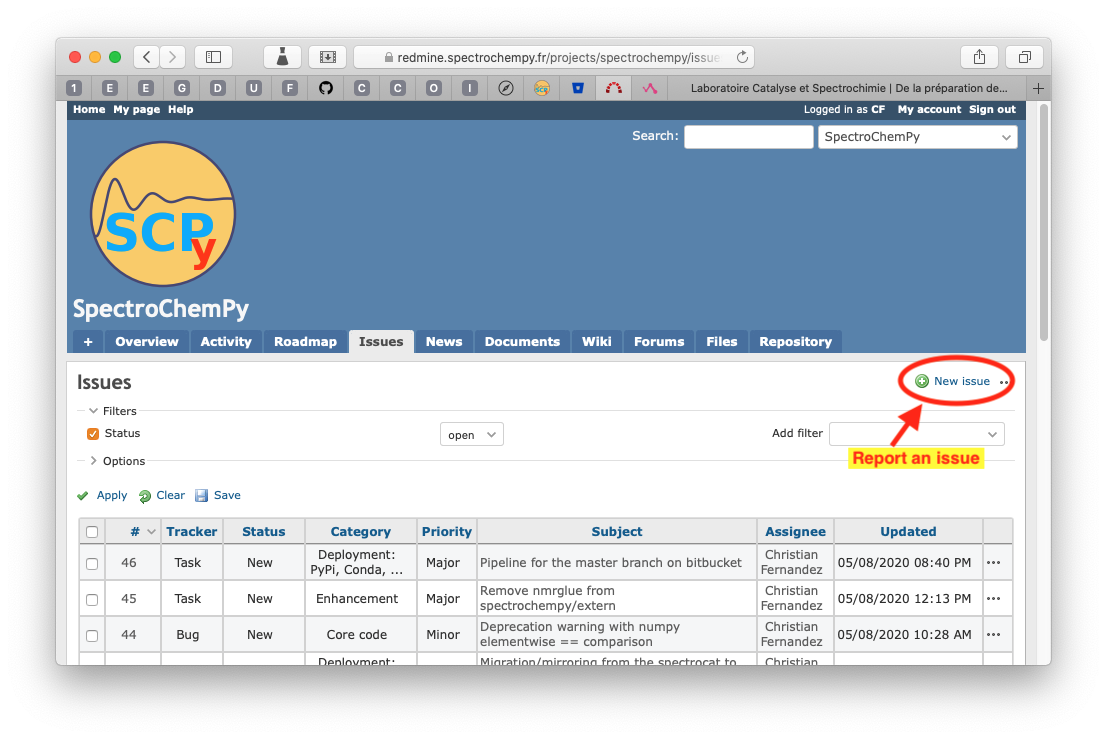 redmine.spectrochempy.fr/projects/spectrochempy/issue
1 E E G D U F C C O I SCPy Laboratoire Catalyse et Spectrochimie | De la préparation de... +
Home My page Help Logged in as CF My account Sign out
Search: SpectroChemPy
SCPy
SpectroChemPy
+ Overview Activity Roadmap Issues News Documents Wiki Forums Files Repository
Issues New issue
Filters
Status open Add filter
Report an issue
Options
Apply Clear Save
# Tracker Status Category Priority Subject Assignee Updated
46 Task New Deployment: PyPi, Conda, ... Major Pipeline for the master branch on bitbucket Christian Fernandez 05/08/2020 08:40 PM
45 Task New Enhancement Major Remove nmrglue from spectrochempy/extern Christian Fernandez 05/08/2020 12:13 PM
44 Bug New Core code Minor Deprecation warning with numpy elementwise == comparison Christian Fernandez 05/08/2020 10:28 AM
Deployment: Migration/mirroring from the spectrocat to Christian